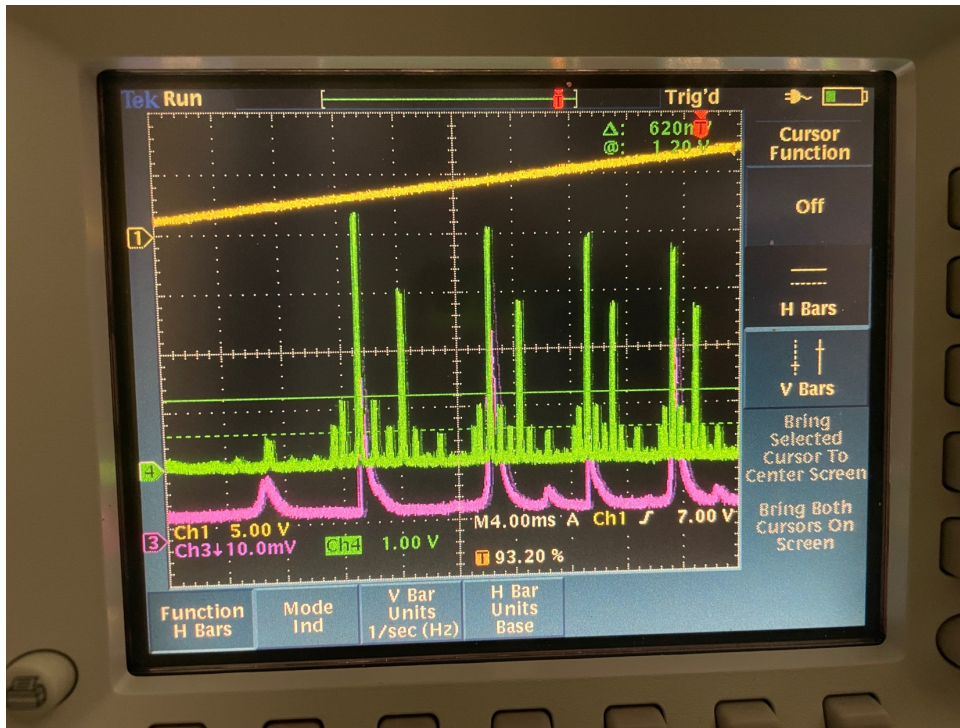 Tek Run Trig'd
Δ: 620m
@: 1.20 V
T
T
1
4
3
Ch1 5.00 V
Ch3↓10.0mV
Ch4 1.00 V
M4.00ms A Ch1 ʃ 7.00 V
T 93.20 %
Cursor
Function
Off
H Bars
V Bars
Bring
Selected
Cursor To
Center Screen
Bring Both
Cursors On
Screen
Function
H Bars
Mode
Ind
V Bar
Units
1/sec (Hz)
H Bar
Units
Base